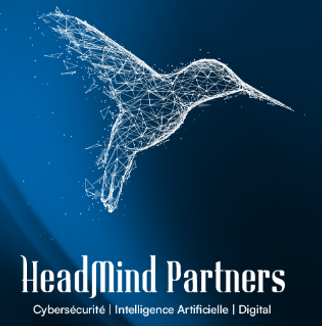 HeadMind Partners
Cybersécurité | Intelligence Artificielle | Digital